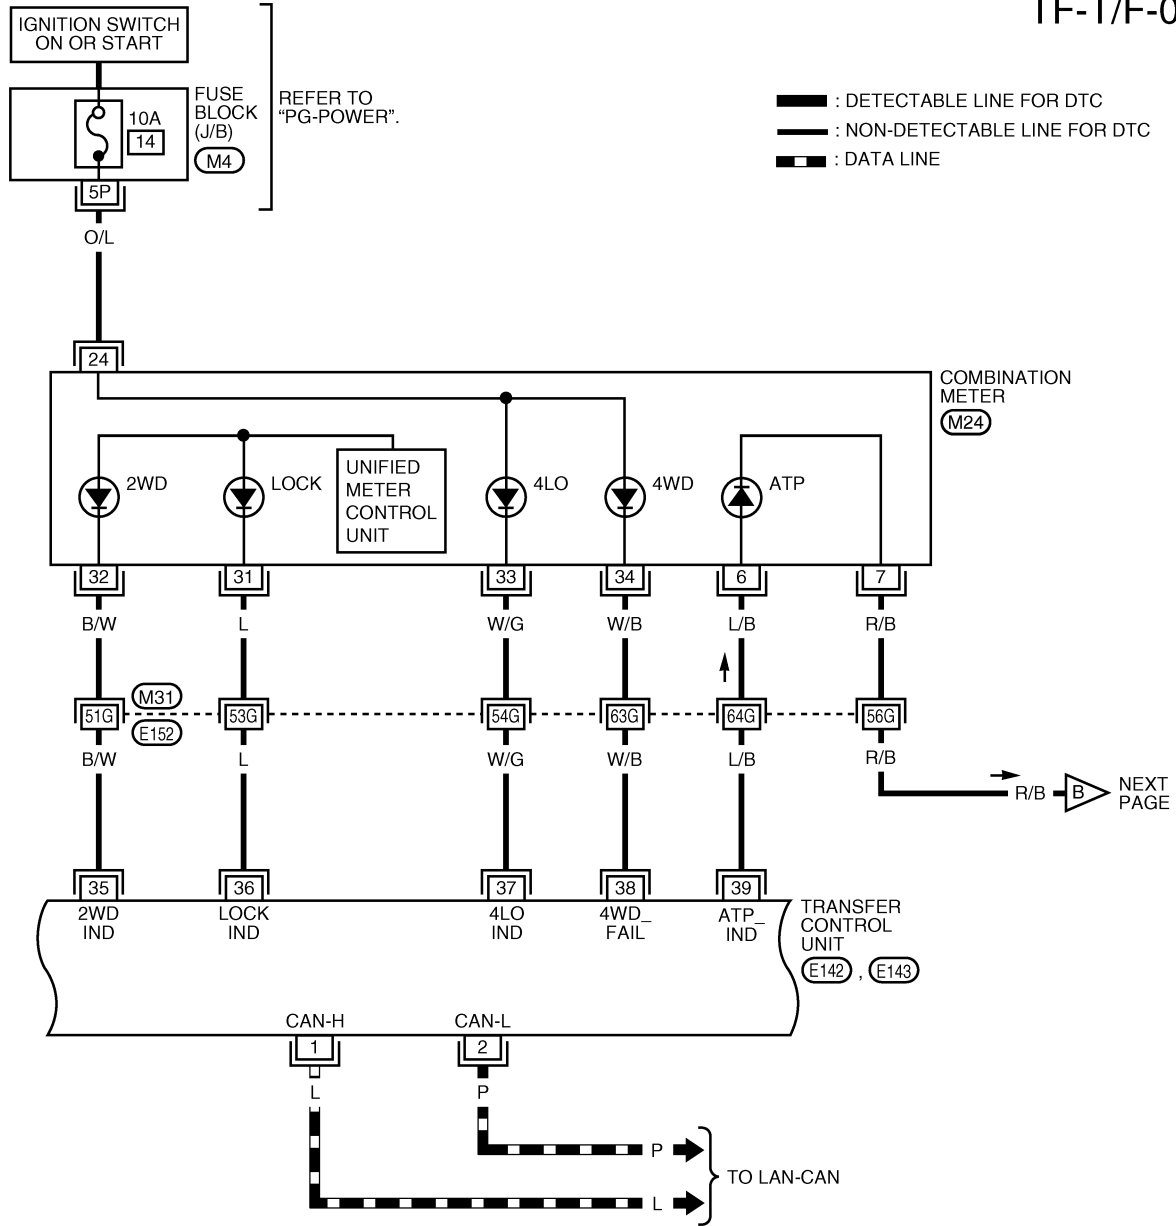 IGNITION SWITCH
ON OR START
FUSE
BLOCK
(J/B)
M4
10A
14
5P
REFER TO
"PG-POWER".
: DETECTABLE LINE FOR DTC
: NON-DETECTABLE LINE FOR DTC
: DATA LINE
O/L
24
COMBINATION
METER
M24
2WD
LOCK
UNIFIED
METER
CONTROL
UNIT
4LO
4WD
ATP
32 31 33 34 6 7
B/W L W/G W/B L/B R/B
M31
51G 53G 54G 63G 64G 56G
E152
B/W L W/G W/B L/B R/B
R/B B NEXT
PAGE
35 36 37 38 39
2WD
IND
LOCK
IND
4LO
IND
4WD_
FAIL
ATP_
IND
TRANSFER
CONTROL
UNIT
E142 , E143
CAN-H CAN-L
1 2
L P
P
L
TO LAN-CAN